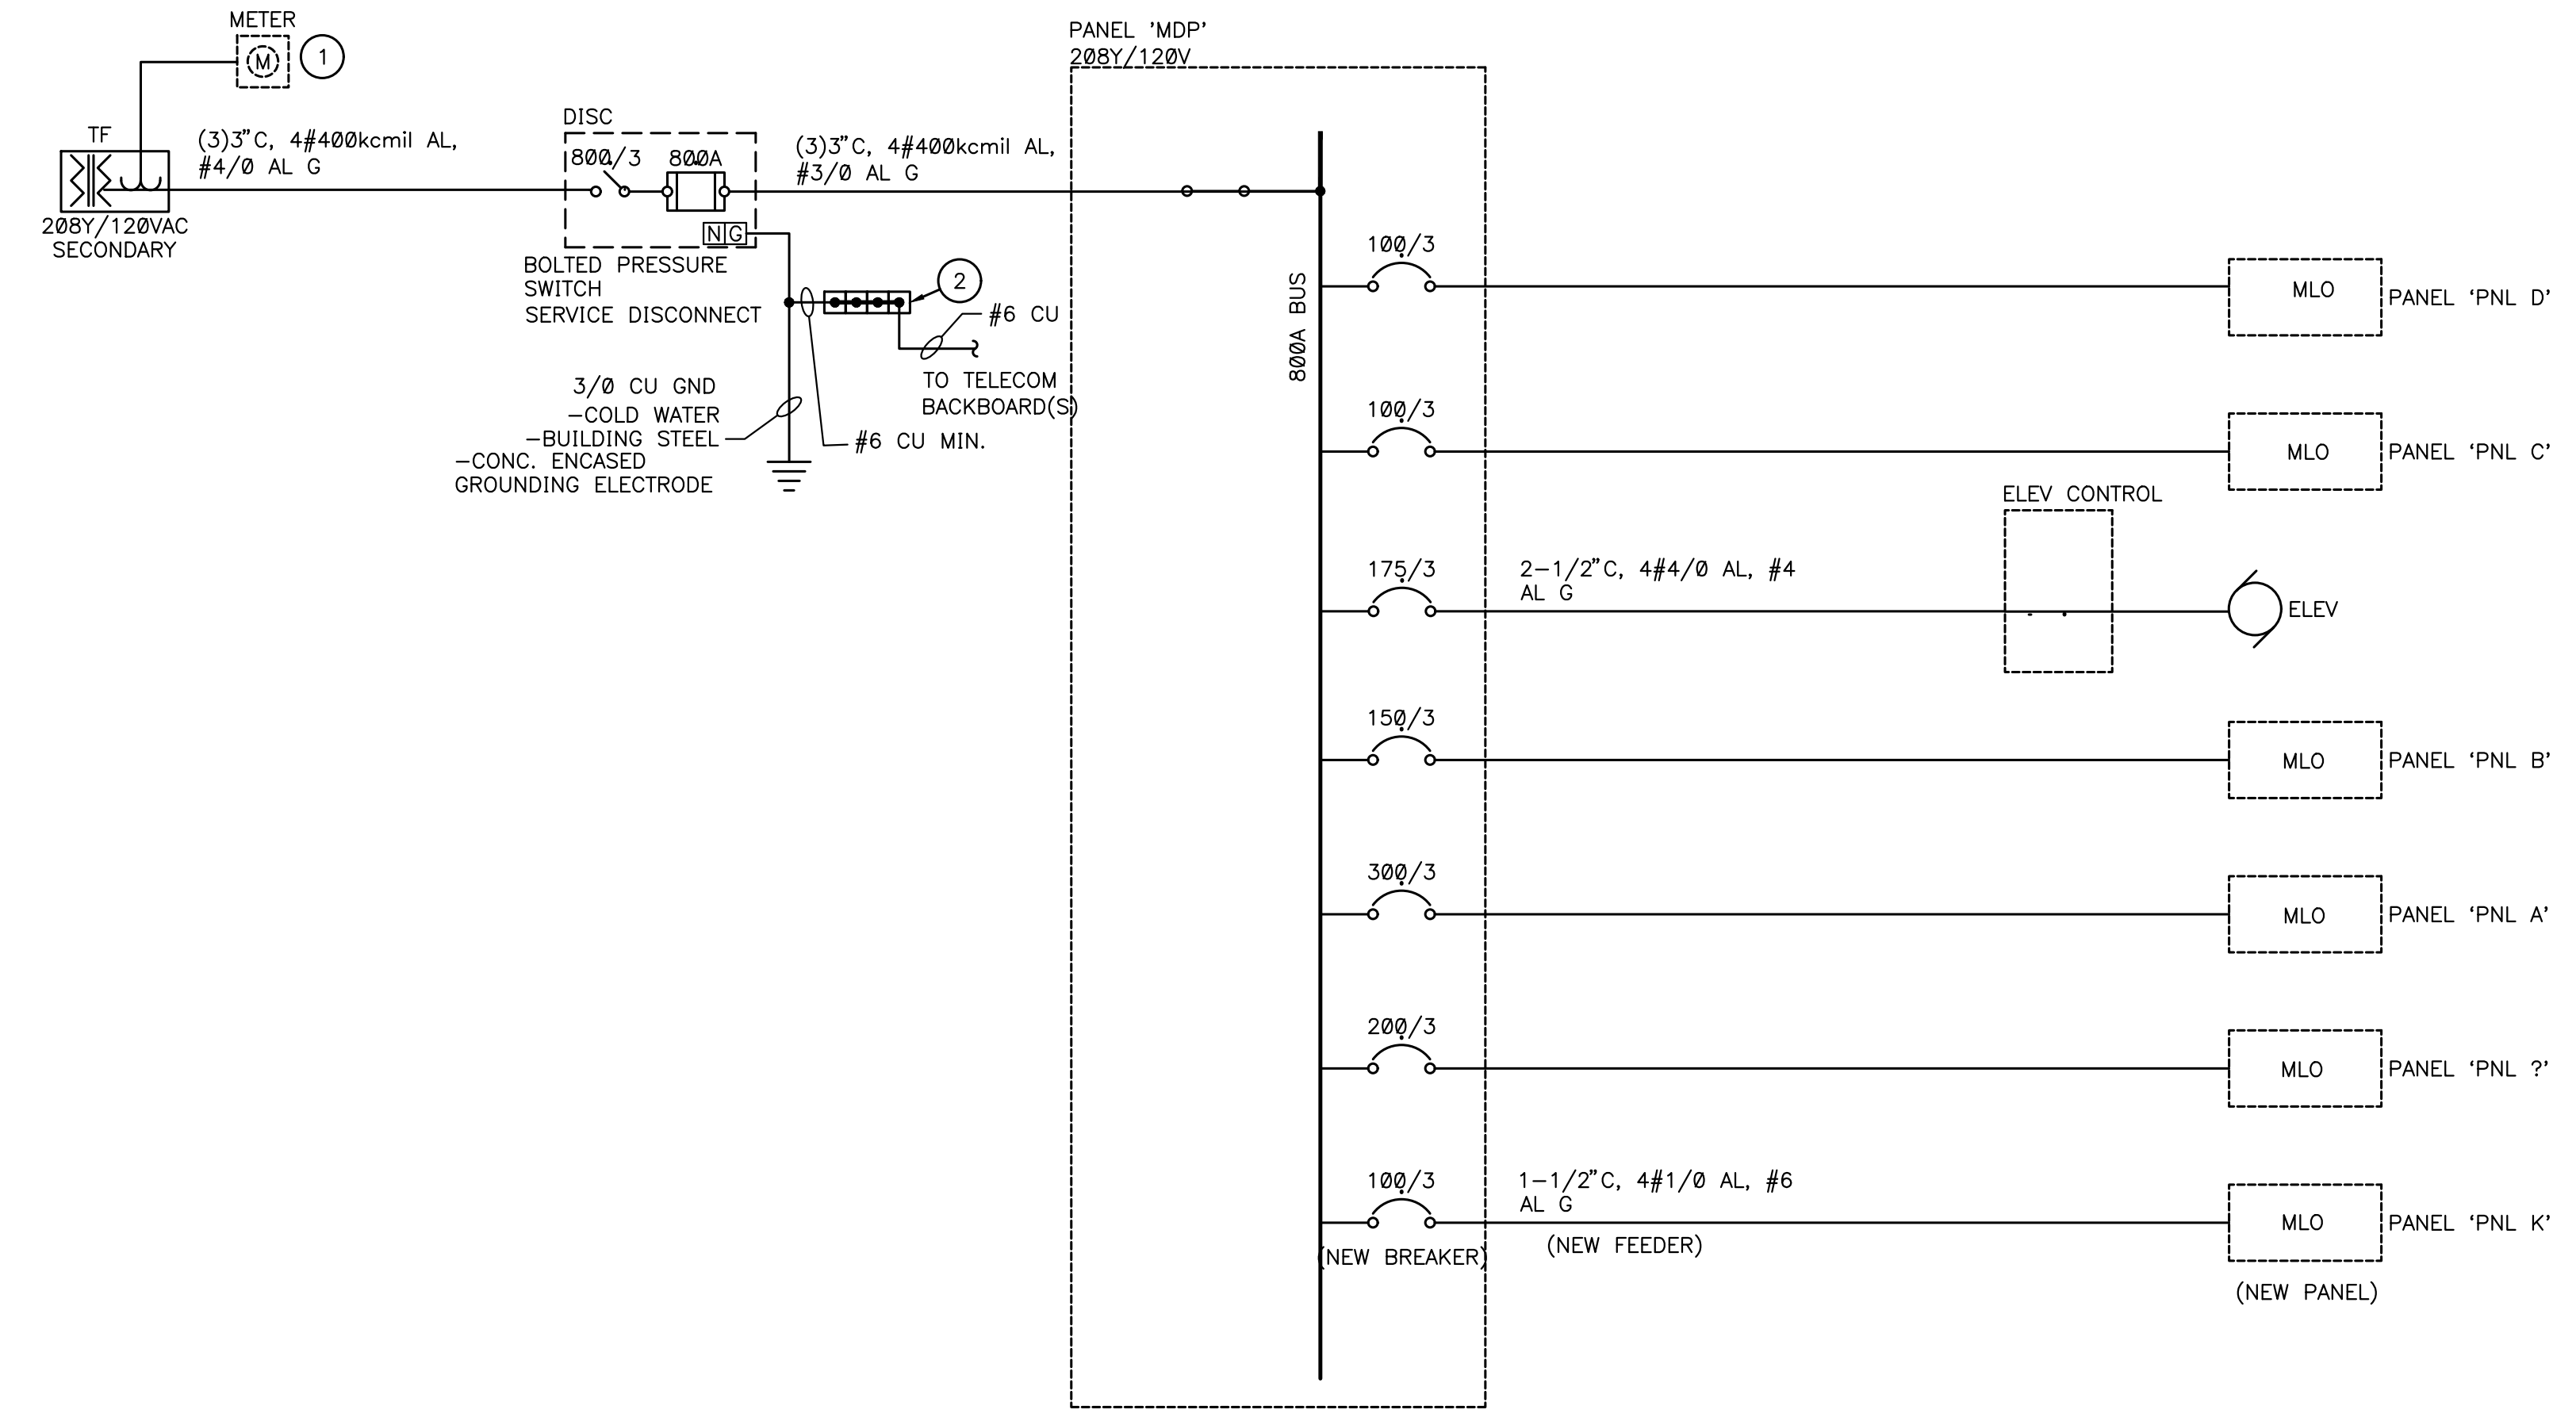 METER
M
1
TF
(3)3"C, 4#400kcmil AL,
#4/0 AL G
208Y/120VAC
SECONDARY
DISC
800/3
800A
N G
BOLTED PRESSURE
SWITCH
SERVICE DISCONNECT
(3)3"C, 4#400kcmil AL,
#3/0 AL G
2
#6 CU
TO TELECOM
BACKBOARD(S)
3/0 CU GND
-COLD WATER
-BUILDING STEEL
-CONC. ENCASED
GROUNDING ELECTRODE
#6 CU MIN.
PANEL 'MDP'
208Y/120V
800A BUS
100/3
MLO
PANEL 'PNL D'
100/3
MLO
PANEL 'PNL C'
ELEV CONTROL
175/3
2-1/2"C, 4#4/0 AL, #4
AL G
ELEV
150/3
MLO
PANEL 'PNL B'
300/3
MLO
PANEL 'PNL A'
200/3
MLO
PANEL 'PNL ?'
100/3
(NEW BREAKER)
1-1/2"C, 4#1/0 AL, #6
AL G
(NEW FEEDER)
MLO
PANEL 'PNL K'
(NEW PANEL)